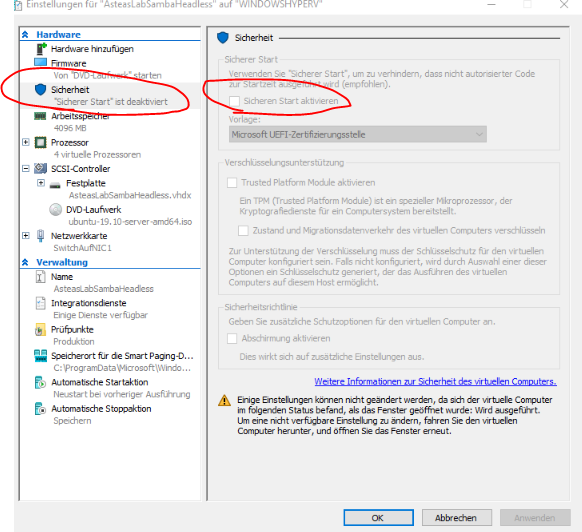 Einstellungen für "AsteasLabSambaHeadless" auf "WINDOWSHYPERV"
Hardware
Hardware hinzufügen
Firmware
Von "DVD-Laufwerk" starten
Sicherheit
"Sicherer Start" ist deaktiviert
Arbeitsspeicher
4096 MB
Prozessor
4 virtuelle Prozessoren
SCSI-Controller
Festplatte
AsteasLabSambaHeadless.vhdx
DVD-Laufwerk
ubuntu-19.10-server-amd64.iso
Netzwerkkarte
SwitchAufNIC1
Verwaltung
Name
AsteasLabSambaHeadless
Integrationsdienste
Einige Dienste verfügbar
Prüfpunkte
Produktion
Speicherort für die Smart Paging-D...
C:\ProgramData\Microsoft\Windo...
Automatische Startaktion
Neustart bei vorheriger Ausführung
Automatische Stoppaktion
Speichern
Sicherheit
Sicherer Start
Verwenden Sie "Sicherer Start", um zu verhindern, dass nicht autorisierter Code
zur Startzeit ausgeführt wird (empfohlen).
Sicheren Start aktivieren
Vorlage:
Microsoft UEFI-Zertifizierungsstelle
Verschlüsselungsunterstützung
Trusted Platform Module aktivieren
Ein TPM (Trusted Platform Module) ist ein spezieller Mikroprozessor, der
Kryptografiedienste für ein Computersystem bereitstellt.
Zustand und Migrationsdatenverkehr des virtuellen Computers verschlüsseln
Zur Unterstützung der Verschlüsselung muss der Schlüsselschutz für den virtuellen
Computer konfiguriert sein. Falls nicht konfiguriert, wird durch Auswahl einer dieser
Optionen ein Schlüsselschutz generiert, der das Ausführen des virtuellen
Computers auf diesem Host ermöglicht.
Sicherheitsrichtlinie
Geben Sie zusätzliche Schutzoptionen für den virtuellen Computer an.
Abschirmung aktivieren
Dies wirkt sich auf zusätzliche Einstellungen aus.
Weitere Informationen zur Sicherheit des virtuellen Computers.
Einige Einstellungen können nicht geändert werden, da sich der virtuelle Computer
im folgenden Status befand, als das Fenster geöffnet wurde: Wird ausgeführt.
Um eine nicht verfügbare Einstellung zu ändern, fahren Sie den virtuellen
Computer herunter, und öffnen Sie das Fenster erneut.
OK
Abbrechen
Anwenden